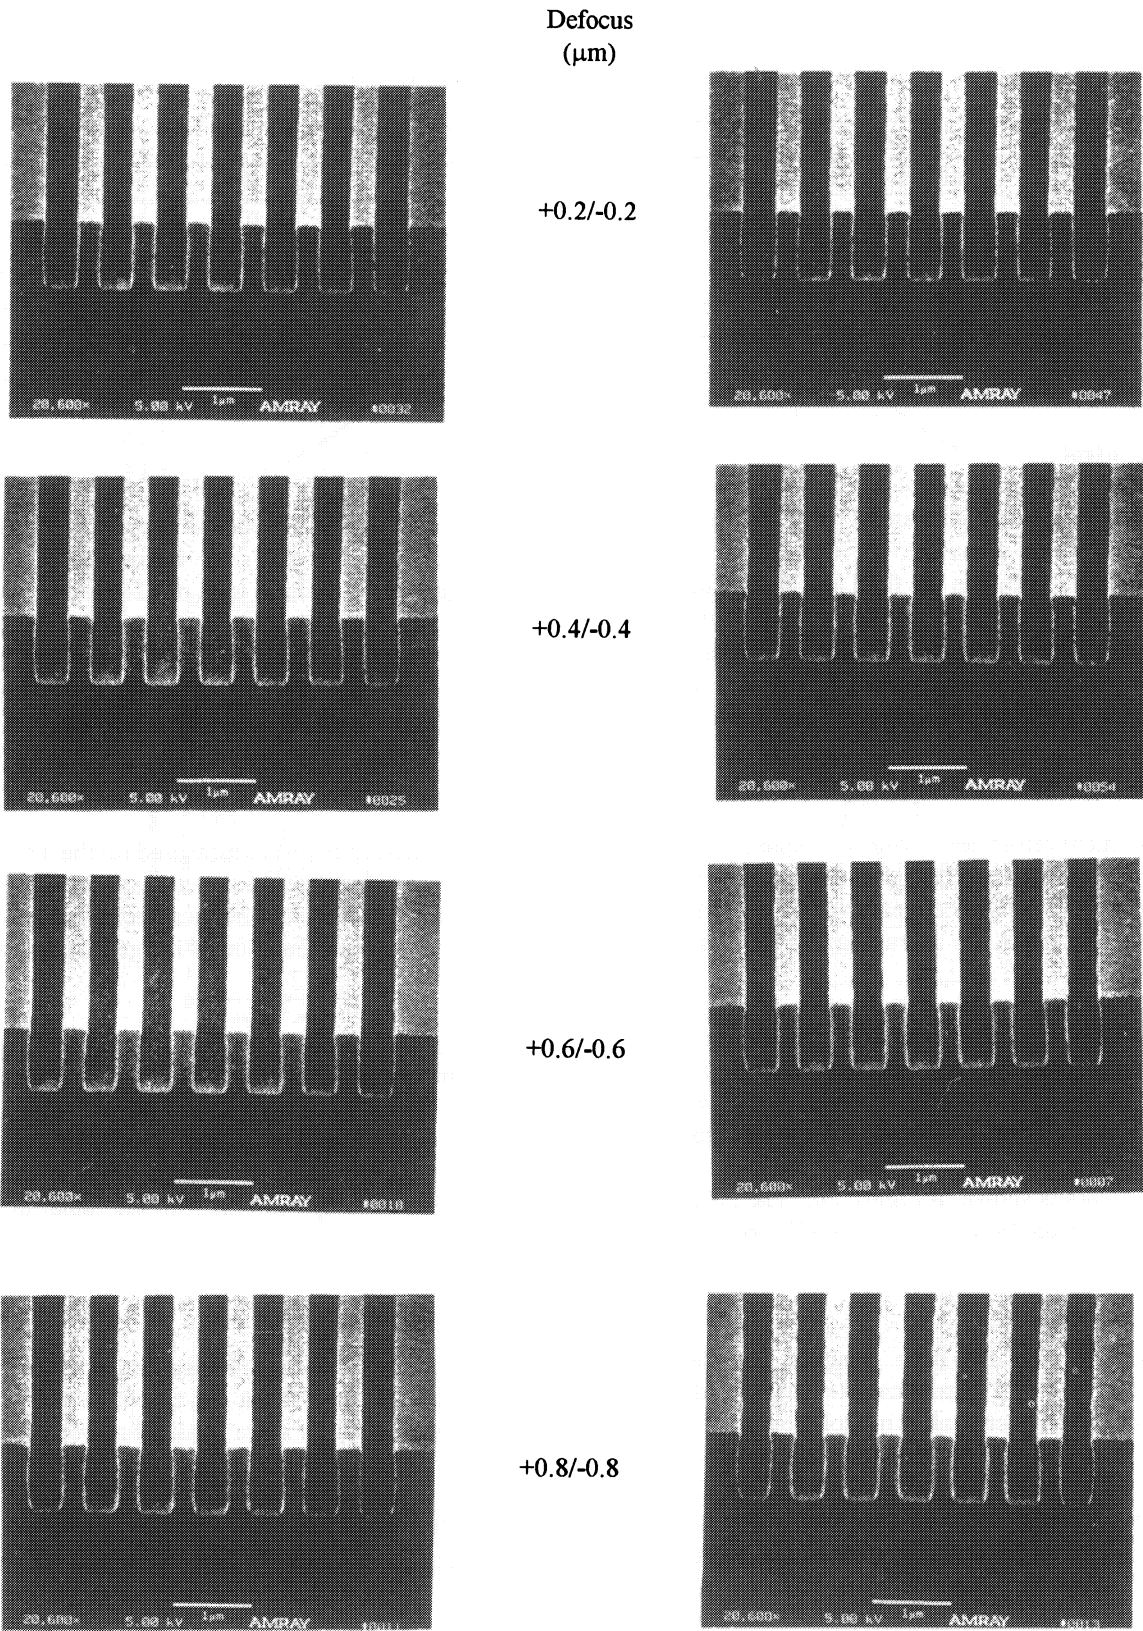 Defocus
(μm)
+0.2/-0.2
20,600× 5.00 kV 1μm AMRAY #0032
20,600× 5.00 kV 1μm AMRAY #0047
+0.4/-0.4
20,600× 5.00 kV 1μm AMRAY #0025
20,600× 5.00 kV 1μm AMRAY #0054
+0.6/-0.6
20,600× 5.00 kV 1μm AMRAY #0018
20,600× 5.00 kV 1μm AMRAY #0007
+0.8/-0.8
20,600× 5.00 kV 1μm AMRAY
20,600× 5.00 kV 1μm AMRAY